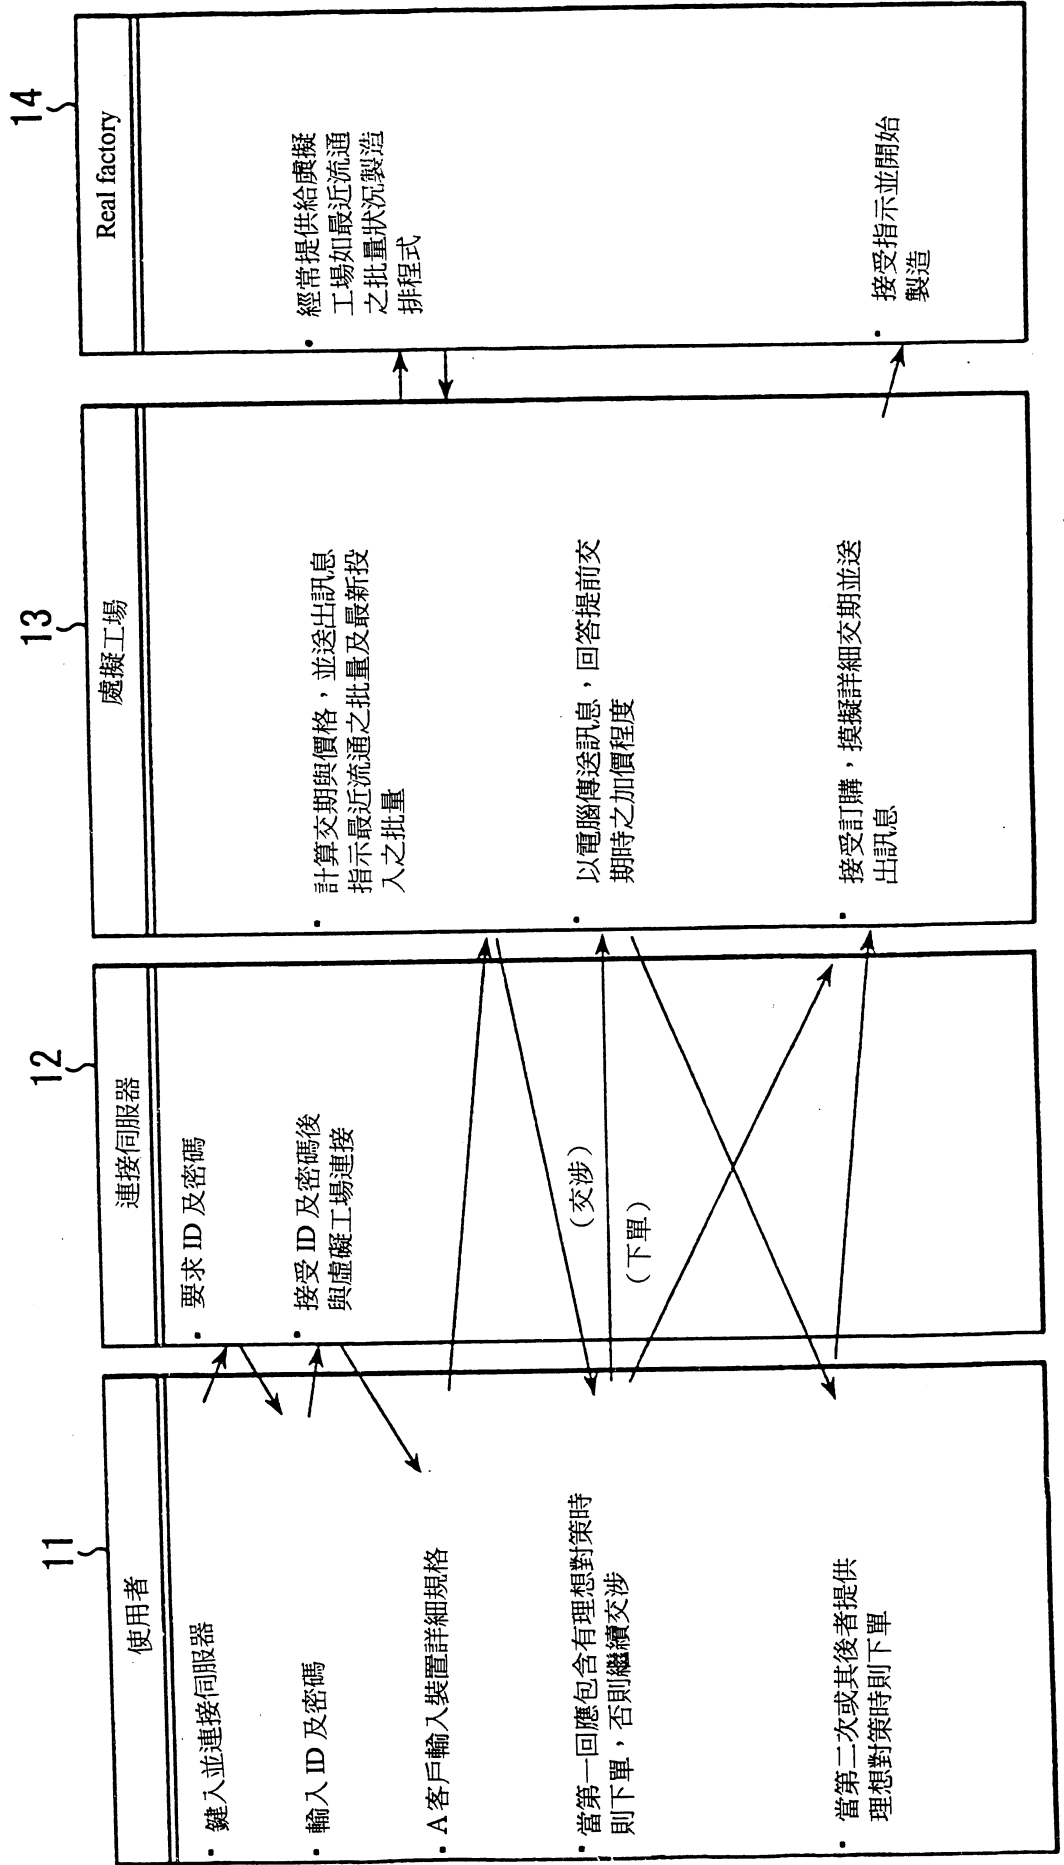 11
使用者
鍵入並連接伺服器
輸入 ID 及密碼
A 客戶輸入裝置詳細規格
當第一回應包含有理想對策時
則下單,否則繼續交涉
當第二次或其後者提供
理想對策時則下單
12
連接伺服器
要求 ID 及密碼
接受 ID 及密碼後
與虛礙工場連接
(交涉)
(下單)
13
處擬工場
計算交期與價格,並送出訊息
指示最近流通之批量及最新投
入之批量
以電腦傳送訊息,回答提前交
期時之加價程度
接受訂購,摸擬詳細交期並送
出訊息
14
Real factory
經常提供給虞擬
工場如最近流通
之批量狀況製造
排程式
接受指示並開始
製造